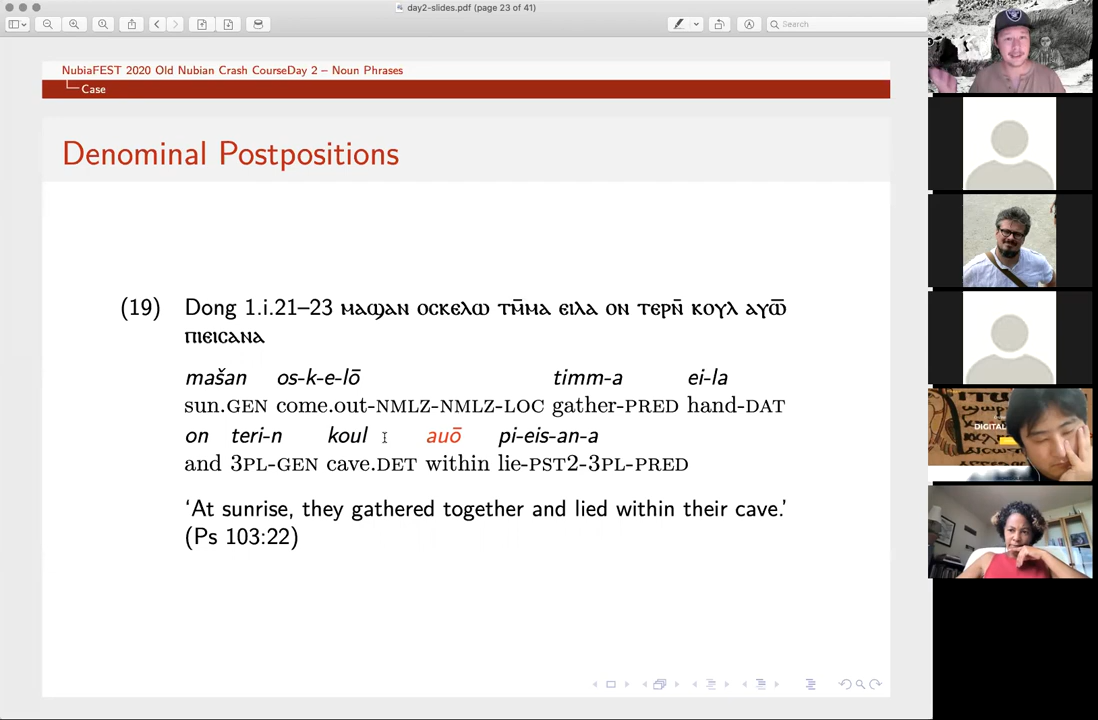 day2-slides.pdf (page 23 of 41)
Search
NubiaFEST 2020 Old Nubian Crash CourseDay 2 – Noun Phrases
Case
Denominal Postpositions
(19) Dong 1.i.21–23 ⲙⲁϣⲁⲛ ⲟⲥⲕⲉⲗⲱ ⲧⲙ̄ⲙⲁ ⲉⲓⲗⲁ ⲟⲛ ⲧⲉⲣⲛ̄ ⲕⲟⲩⲗ ⲁⲩⲱ̅
ⲡⲓⲉⲓⲥⲁⲛⲁ
mašan os-k-e-lō timm-a ei-la
sun.GEN come.out-NMLZ-NMLZ-LOC gather-PRED hand-DAT
on teri-n koul auō pi-eis-an-a
and 3PL-GEN cave.DET within lie-PST2-3PL-PRED
‘At sunrise, they gathered together and lied within their cave.’
(Ps 103:22)
DIGITAL